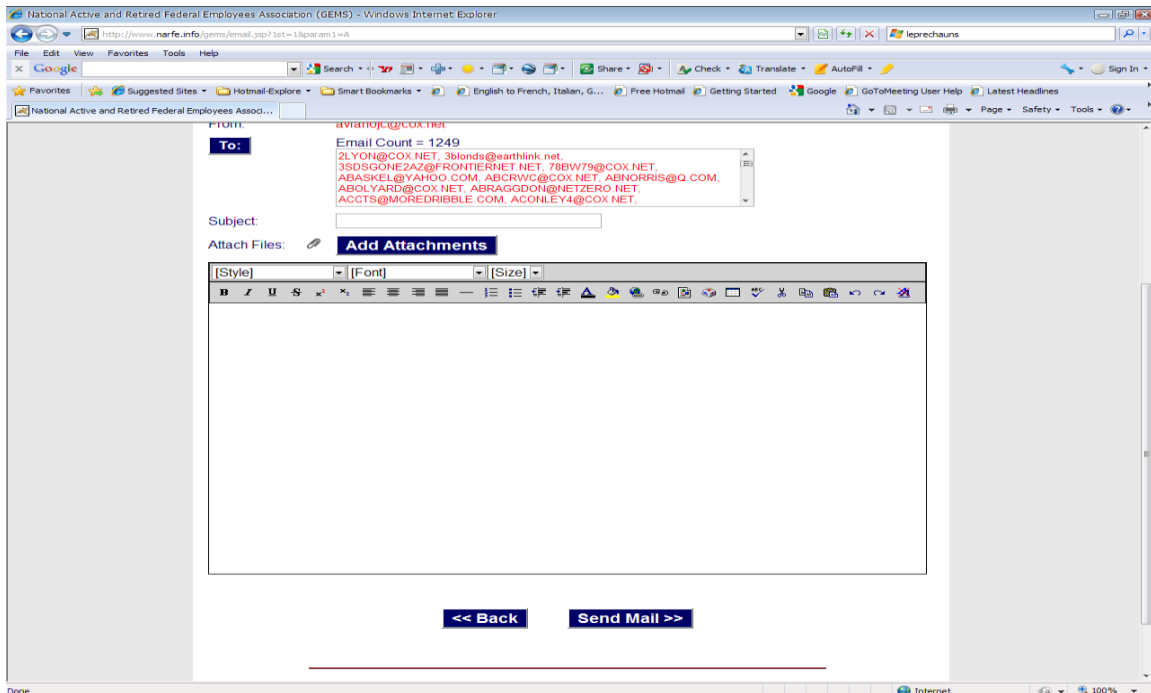 National Active and Retired Federal Employees Association (GEMS) - Windows Internet Explorer
http://www.narfe.info/gems/email.jsp?1st=1&param1=A
leprechauns
File Edit View Favorites Tools Help
x Google Search Share Check Translate AutoFill Sign In
Favorites Suggested Sites Hotmail-Explore Smart Bookmarks English to French, Italian, G... Free Hotmail Getting Started Google GoToMeeting User Help Latest Headlines
National Active and Retired Federal Employees Associ... Page Safety Tools
From: avianojc@cox.net
To: Email Count = 1249
2LYON@COX.NET, 3blonds@earthlink.net,
3SDSGONE2AZ@FRONTIERNET.NET, 78BW79@COX.NET,
ABASKEL@YAHOO.COM, ABCRWC@COX.NET, ABNORRIS@Q.COM,
ABOLYARD@COX.NET, ABRAGGDON@NETZERO.NET,
ACCTS@MOREDRIBBLE.COM, ACONLEY4@COX.NET,
Subject:
Attach Files: Add Attachments
[Style] [Font] [Size]
B I U S x² x₂ ABC
<< Back Send Mail >>
Done Internet 100%